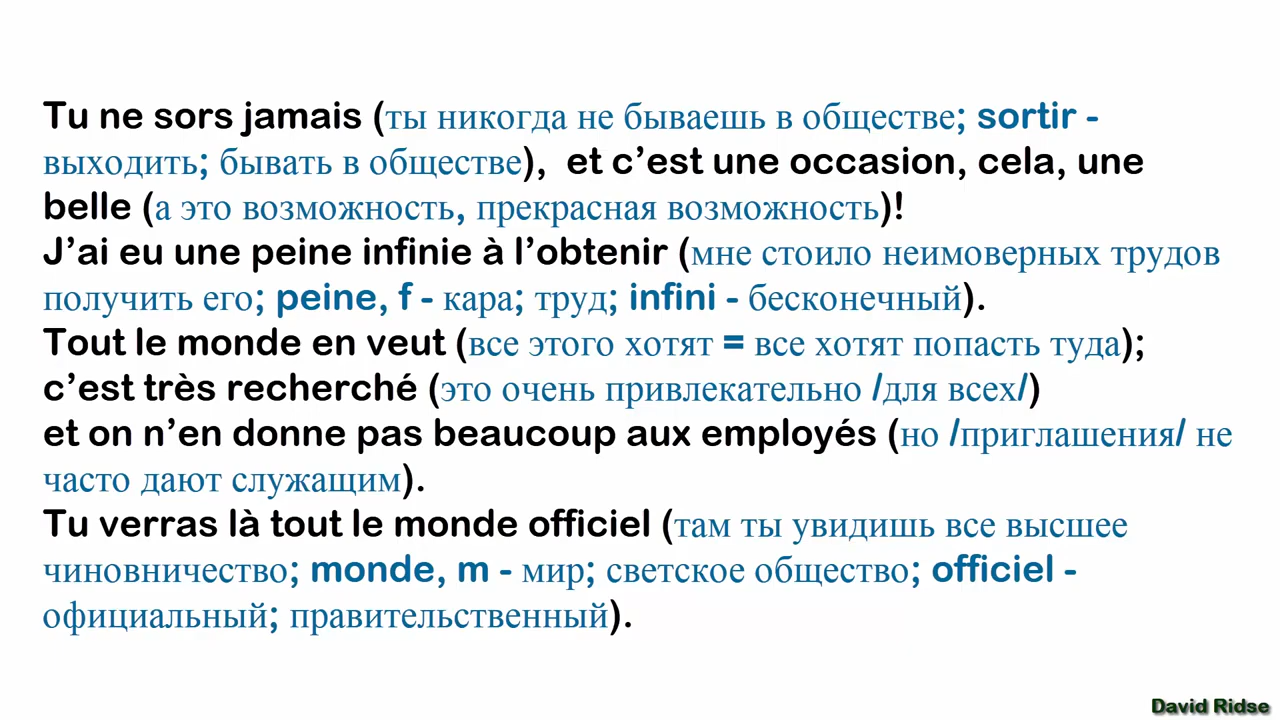 Tu ne sors jamais (ты никогда не бываешь в обществе; sortir -
выходить; бывать в обществе),  et c’est une occasion, cela, une
belle (а это возможность, прекрасная возможность)!
J’ai eu une peine infinie à l’obtenir (мне стоило неимоверных трудов
получить его; peine, f - кара; труд; infini - бесконечный).
Tout le monde en veut (все этого хотят = все хотят попасть туда);
c’est très recherché (это очень привлекательно /для всех/)
et on n’en donne pas beaucoup aux employés (но /приглашения/ не
часто дают служащим).
Tu verras là tout le monde officiel (там ты увидишь все высшее
чиновничество; monde, m - мир; светское общество; officiel -
официальный; правительственный).
David Ridse